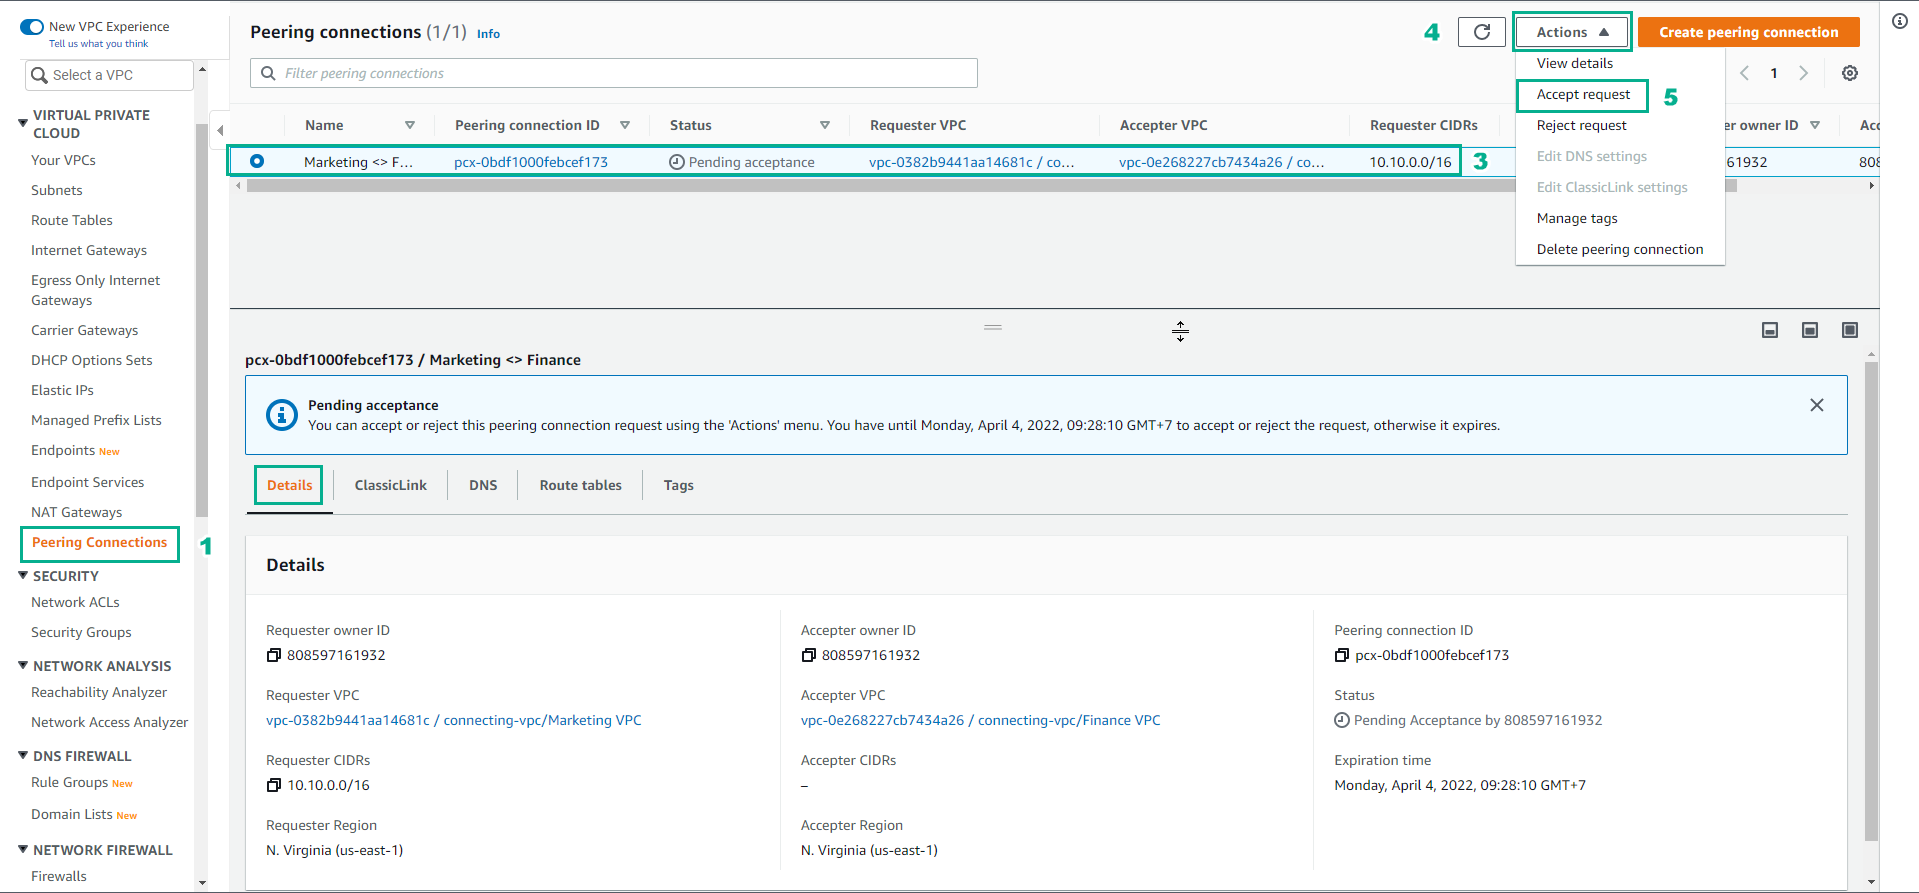 New VPC Experience
Tell us what you think
Select a VPC
VIRTUAL PRIVATE
CLOUD
Your VPCs
Subnets
Route Tables
Internet Gateways
Egress Only Internet
Gateways
Carrier Gateways
DHCP Options Sets
Elastic IPs
Managed Prefix Lists
Endpoints New
Endpoint Services
NAT Gateways
Peering Connections 1
SECURITY
Network ACLs
Security Groups
NETWORK ANALYSIS
Reachability Analyzer
Network Access Analyzer
DNS FIREWALL
Rule Groups New
Domain Lists New
NETWORK FIREWALL
Firewalls
Peering connections (1/1) Info
4 Actions Create peering connection
Filter peering connections
1
View details
Accept request 5
Reject request
Edit DNS settings
Edit ClassicLink settings
Manage tags
Delete peering connection
Name Peering connection ID Status Requester VPC Accepter VPC Requester CIDRs er owner ID Acc
Marketing <> F... pcx-0bdf1000febcef173 Pending acceptance vpc-0382b9441aa14681c / co... vpc-0e268227cb7434a26 / co... 10.10.0.0/16 3 61932 808
pcx-0bdf1000febcef173 / Marketing <> Finance
Pending acceptance
You can accept or reject this peering connection request using the 'Actions' menu. You have until Monday, April 4, 2022, 09:28:10 GMT+7 to accept or reject the request, otherwise it expires.
Details ClassicLink DNS Route tables Tags
Details
Requester owner ID
808597161932
Requester VPC
vpc-0382b9441aa14681c / connecting-vpc/Marketing VPC
Requester CIDRs
10.10.0.0/16
Requester Region
N. Virginia (us-east-1)
Accepter owner ID
808597161932
Accepter VPC
vpc-0e268227cb7434a26 / connecting-vpc/Finance VPC
Accepter CIDRs
–
Accepter Region
N. Virginia (us-east-1)
Peering connection ID
pcx-0bdf1000febcef173
Status
Pending Acceptance by 808597161932
Expiration time
Monday, April 4, 2022, 09:28:10 GMT+7